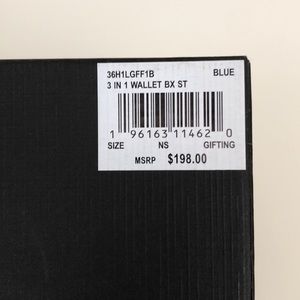 36H1LGFF1B BLUE
3 IN 1 WALLET BX ST
1 96163 11462 0
SIZE NS GIFTING
MSRP $198.00